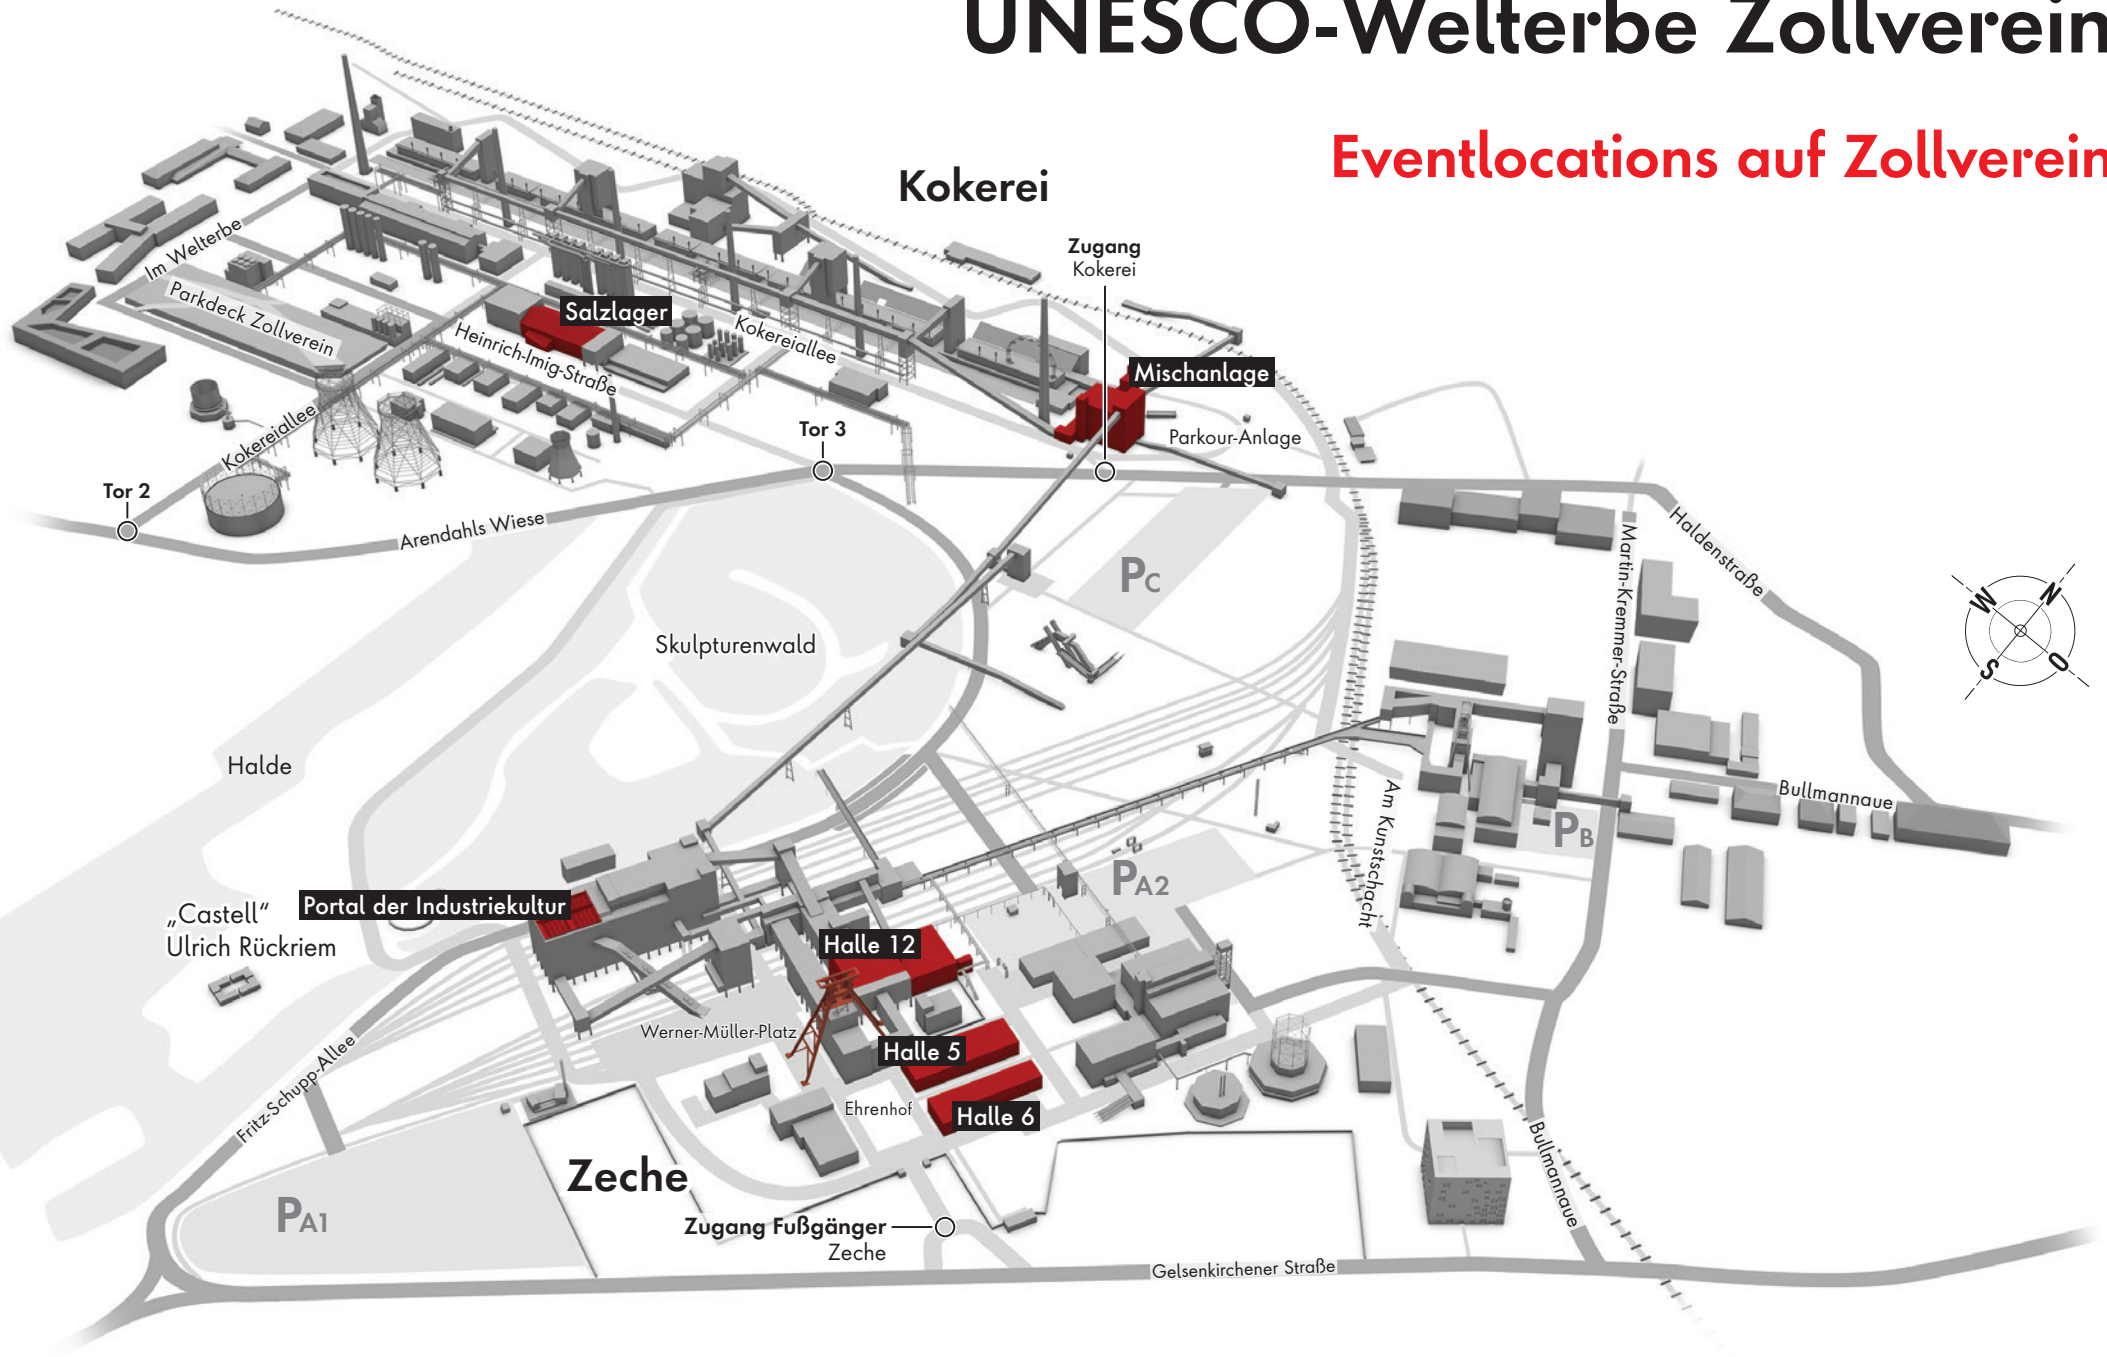 UNESCO-Welterbe Zollverein
Eventlocations auf Zollverein
Kokerei
Zugang
Kokerei
Im Welterbe
Parkdeck Zollverein
Salzlager
Kokereiallee
Heinrich-Imig-Straße
Mischanlage
Parkour-Anlage
Kokereiallee
Tor 3
Tor 2
Arendahls Wiese
Haldenstraße
Martin-Kremmer-Straße
PC
W
N
S
O
Skulpturenwald
Halde
Bullmannaue
Am Kunstschacht
PB
PA2
Portal der Industriekultur
„Castell“
Ulrich Rückriem
Halle 12
Werner-Müller-Platz
Halle 5
Fritz-Schupp-Allee
Ehrenhof
Halle 6
Zeche
Bullmannaue
PA1
Zugang Fußgänger
Zeche
Gelsenkirchener Straße